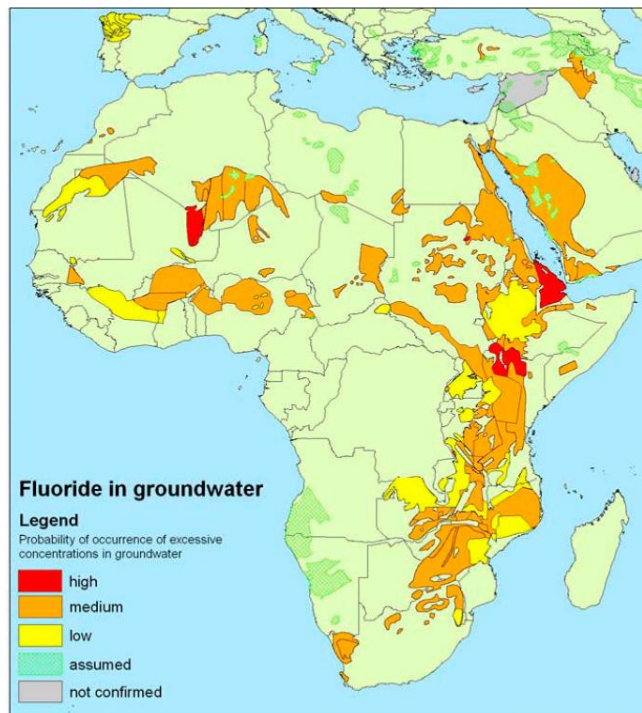 Fluoride in groundwater
Legend
Probability of occurrence of excessive
concentrations in groundwater
high
medium
low
assumed
not confirmed